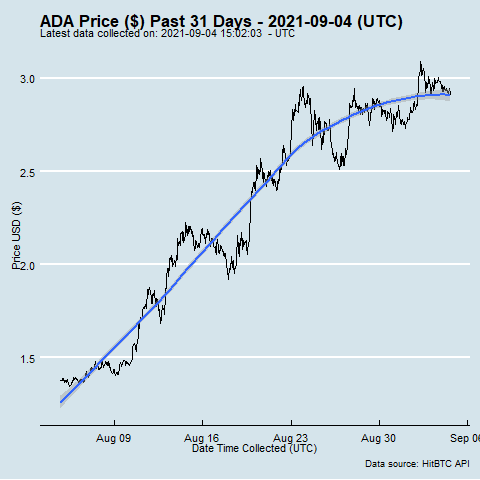 ADA Price ($) Past 31 Days - 2021-09-04 (UTC)
Latest data collected on: 2021-09-04 15:02:03 - UTC
3.0
2.5
2.0
1.5
Price USD ($)
Aug 09 Aug 16 Aug 23 Aug 30 Sep 06
Date Time Collected (UTC)
Data source: HitBTC API